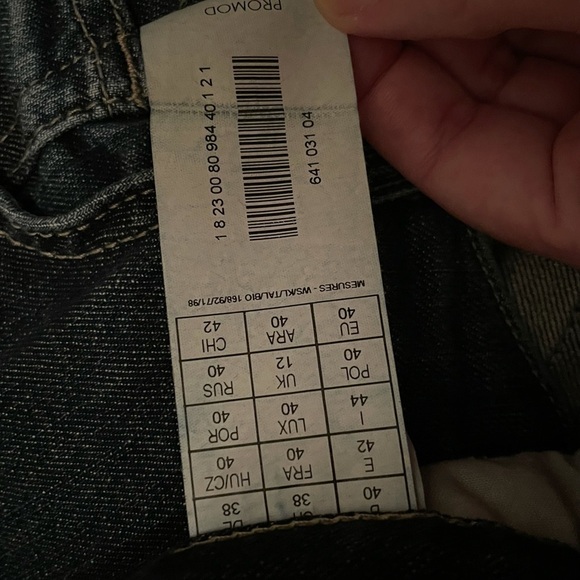 38 38 40
E FRA HU/CZ
42 40 40
I LUX POR
44 40 40
POL UK RUS
40 12 40
EU ARA CHI
40 40 42
MESURES - WS/KL/TAL/BIO 168/92/71/98
641 031 04
1 8 23 00 80 984 40 1 2 1
PROMOD